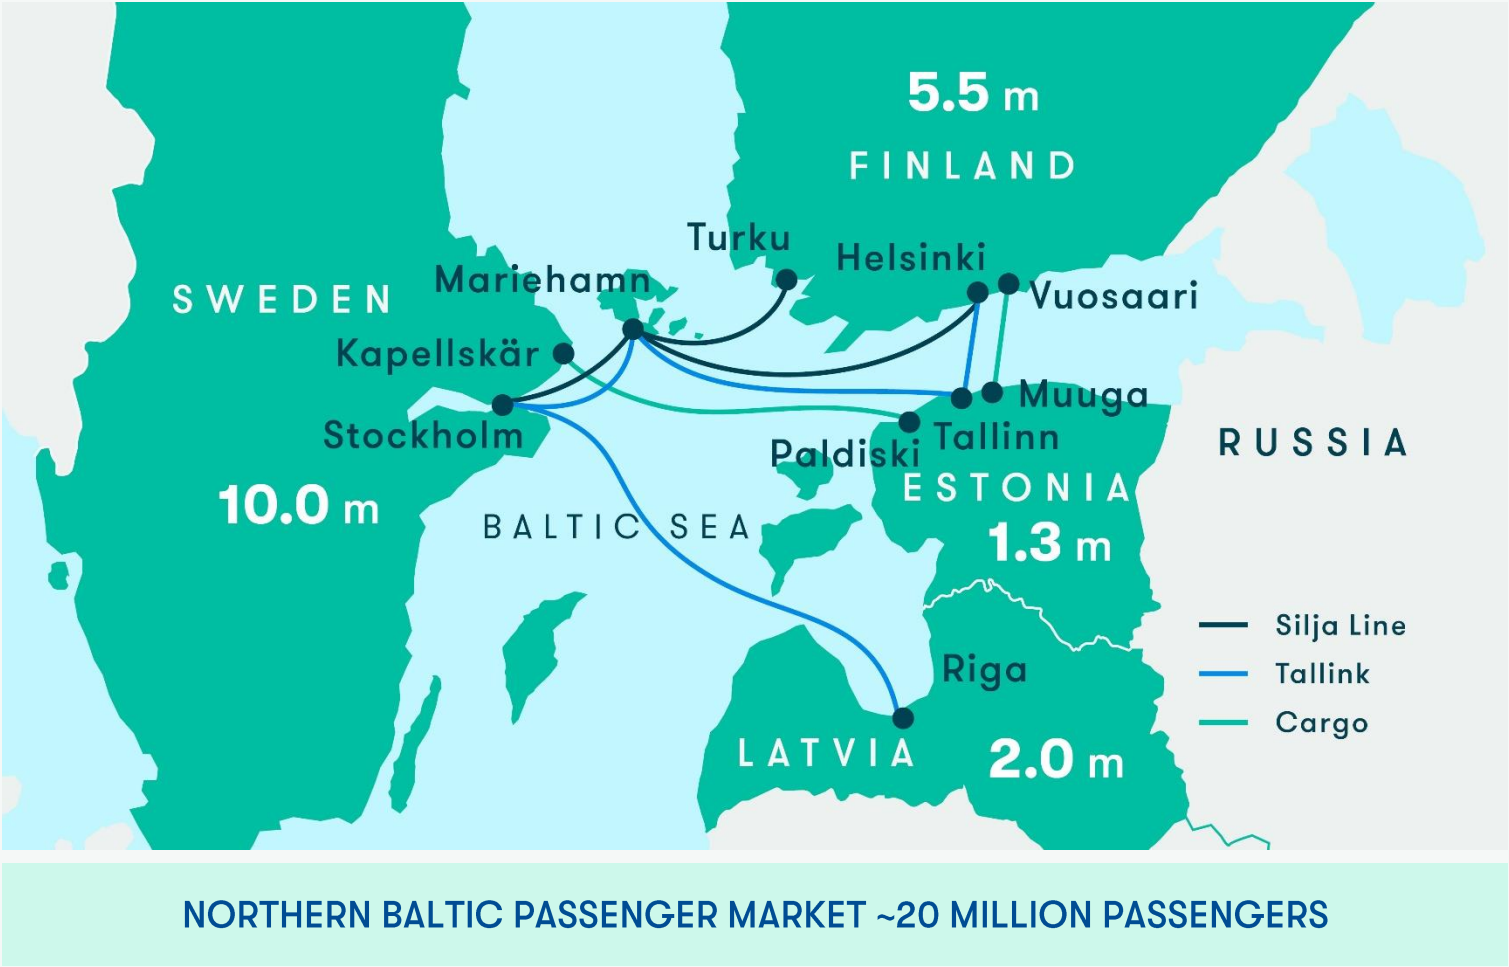 5.5 m
FINLAND
Turku
Helsinki
Mariehamn
Vuosaari
SWEDEN
Kapellskär
Muuga
Stockholm
Tallinn
Paldiski
RUSSIA
ESTONIA
10.0 m
BALTIC SEA
1.3 m
Silja Line
Riga
Tallink
Cargo
LATVIA
2.0 m
NORTHERN BALTIC PASSENGER MARKET ~20 MILLION PASSENGERS